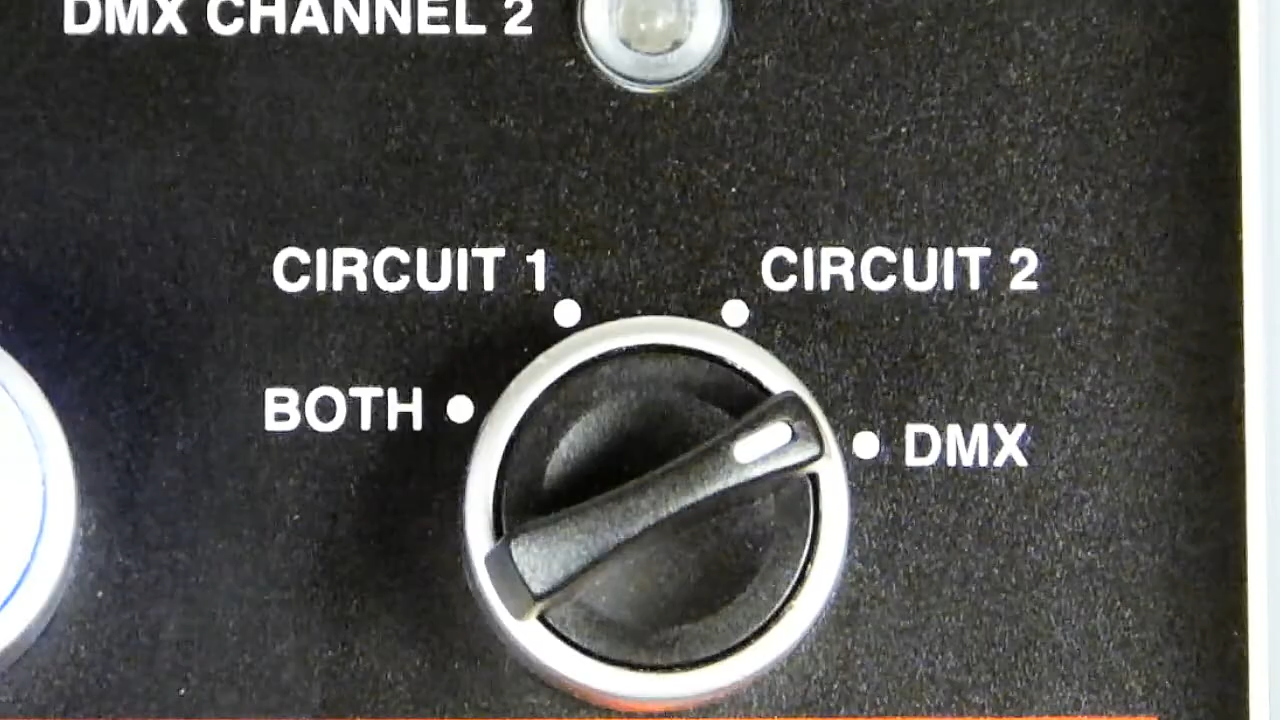 DMX CHANNEL 2
CIRCUIT 1
CIRCUIT 2
BOTH
DMX